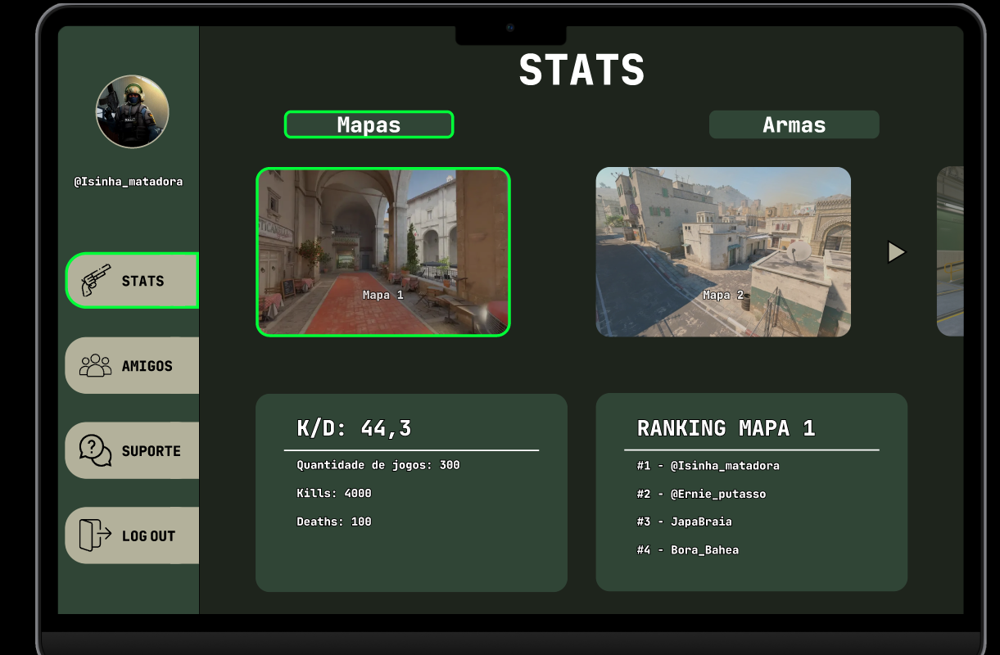 STATS
Mapas
Armas
@Isinha_matadora
STATS
AMIGOS
SUPORTE
LOG OUT
Mapa 1
Mapa 2
K/D: 44,3
Quantidade de jogos: 300
Kills: 4000
Deaths: 100
RANKING MAPA 1
#1 - @Isinha_matadora
#2 - @Ernie_putasso
#3 - JapaBraia
#4 - Bora_Bahea